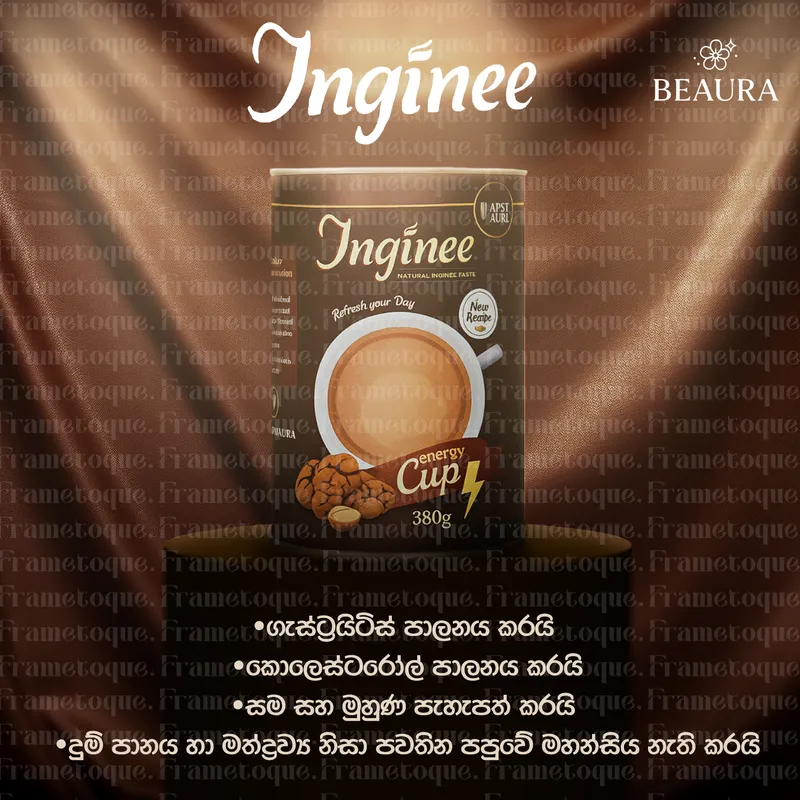 Inginee
BEAURA
APST
AURL
Inginee
NATURAL INGINEE FASTE
Refresh your Day
New
Recipe
energy
Cup
380g
•ගැස්ට්‍රයිටිස් පාලනය කරයි
•කොලෙස්ටරෝල් පාලනය කරයි
•සම සහ මුහුණ පැහැපත් කරයි
•දුම් පානය හා මත්ද්‍රව්‍ය නිසා පවතින පපුවේ මහන්සිය නැති කරයි
Frametoque.